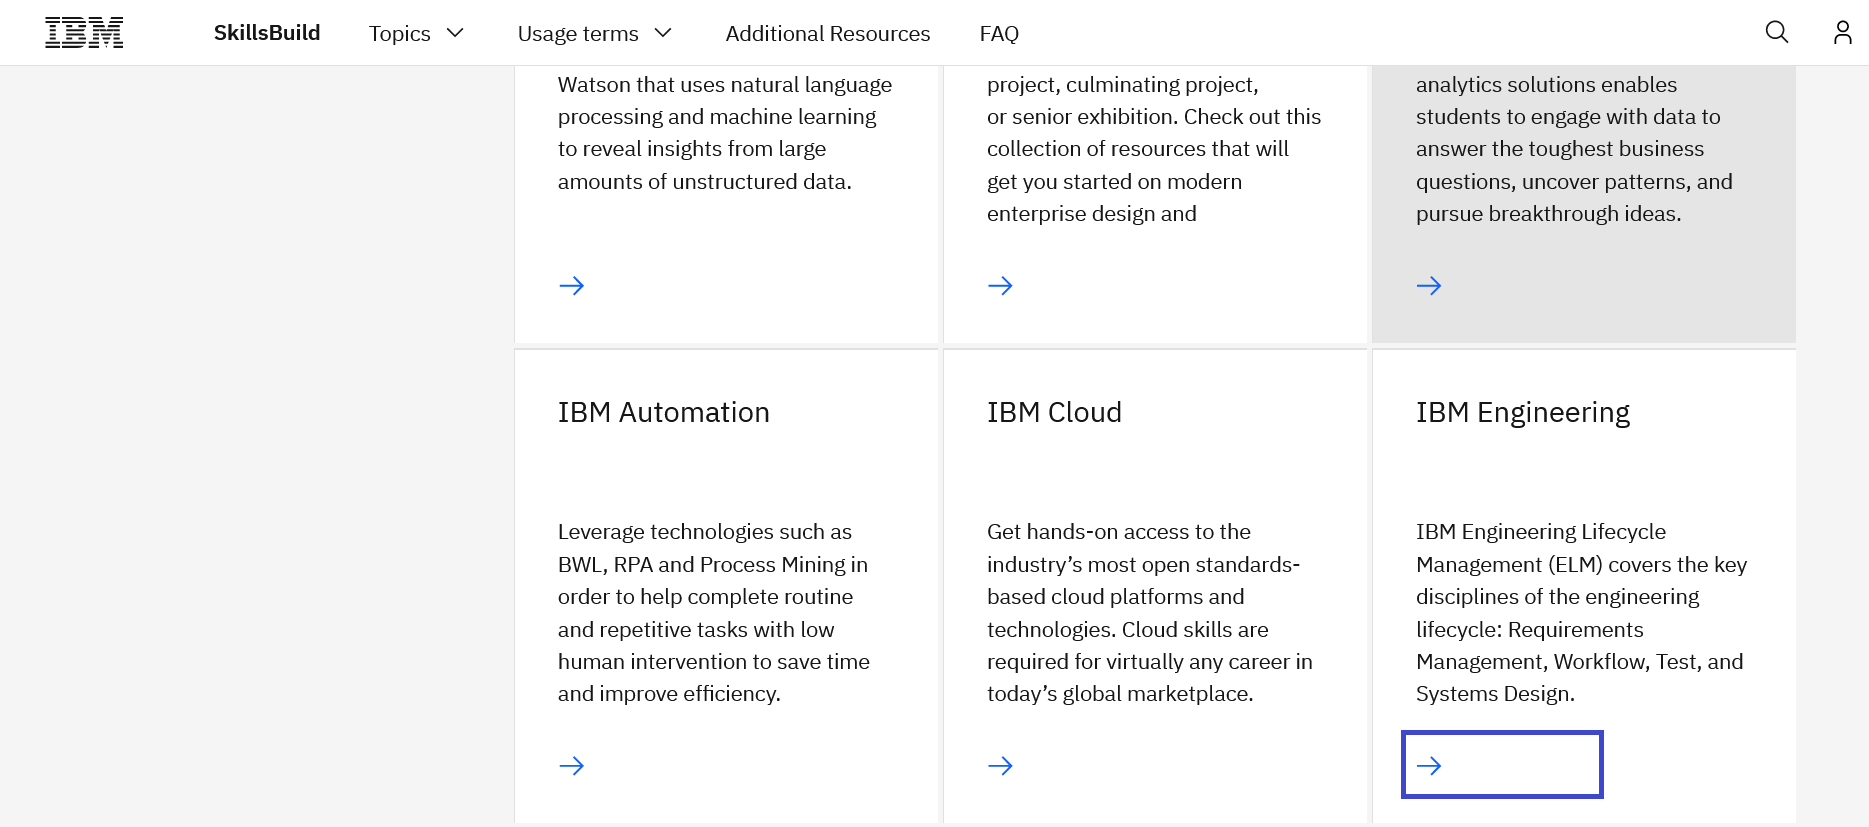 IBM SkillsBuild Topics Usage terms Additional Resources FAQ
Watson that uses natural language
processing and machine learning
to reveal insights from large
amounts of unstructured data.
project, culminating project,
or senior exhibition. Check out this
collection of resources that will
get you started on modern
enterprise design and
analytics solutions enables
students to engage with data to
answer the toughest business
questions, uncover patterns, and
pursue breakthrough ideas.
IBM Automation
Leverage technologies such as
BWL, RPA and Process Mining in
order to help complete routine
and repetitive tasks with low
human intervention to save time
and improve efficiency.
IBM Cloud
Get hands-on access to the
industry’s most open standards-
based cloud platforms and
technologies. Cloud skills are
required for virtually any career in
today’s global marketplace.
IBM Engineering
IBM Engineering Lifecycle
Management (ELM) covers the key
disciplines of the engineering
lifecycle: Requirements
Management, Workflow, Test, and
Systems Design.